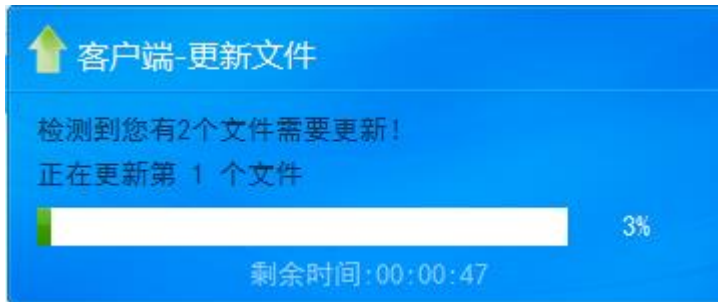 客户端-更新文件
检测到您有2个文件需要更新!
正在更新第 1 个文件
3%
剩余时间:00:00:47